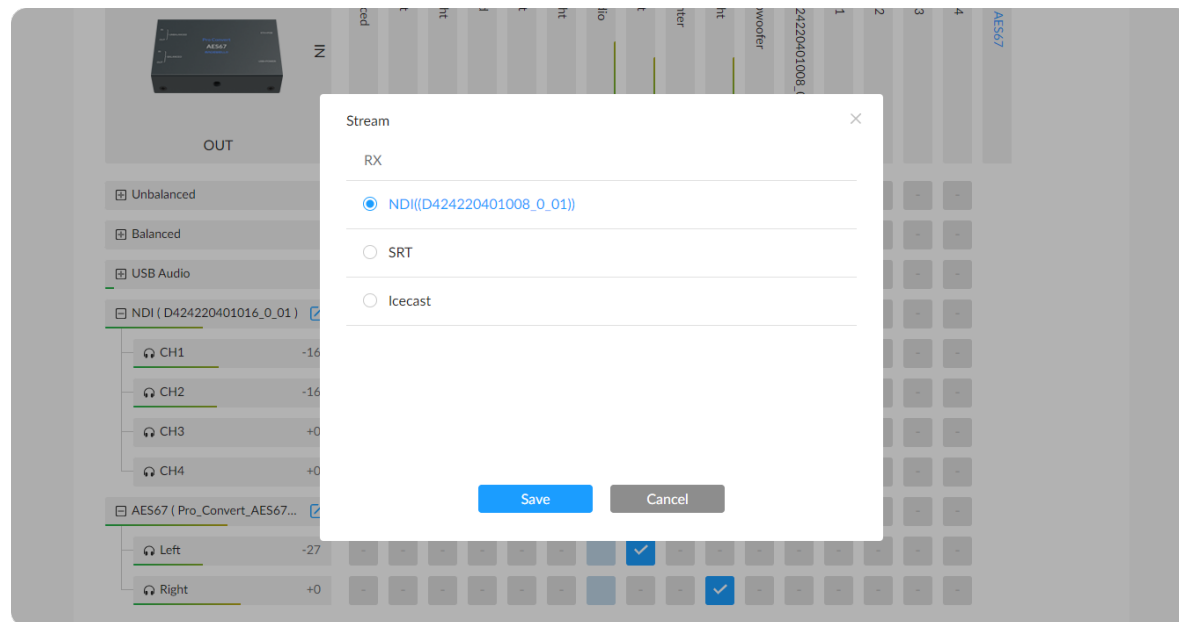 AES67
IN
OUT
AES67
Stream
RX
NDI((D424220401008_0_01))
SRT
Icecast
Save
Cancel
Unbalanced
Balanced
USB Audio
NDI ( D424220401016_0_01 )
CH1 -16
CH2 -16
CH3 +0
CH4 +0
AES67 ( Pro_Convert_AES67...
Left -27
Right +0